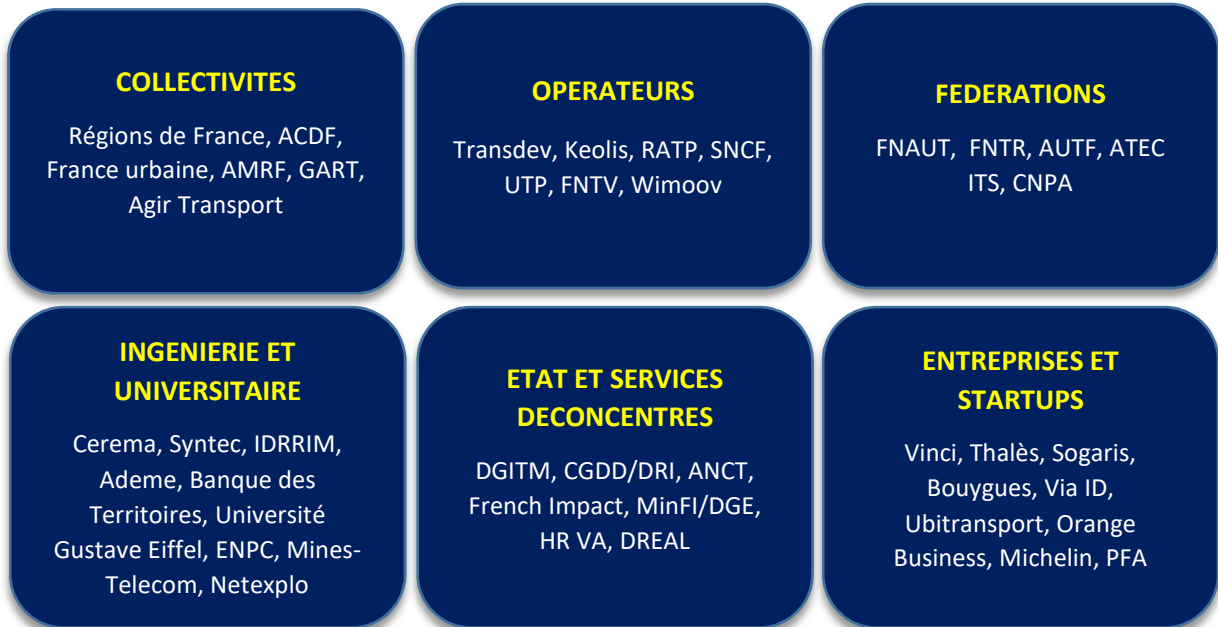 COLLECTIVITES
Régions de France, ACDF,
France urbaine, AMRF, GART,
Agir Transport
OPERATEURS
Transdev, Keolis, RATP, SNCF,
UTP, FNTV, Wimoov
FEDERATIONS
FNAUT, FNTR, AUTF, ATEC
ITS, CNPA
INGENIERIE ET
UNIVERSITAIRE
Cerema, Syntec, IDRRIM,
Ademe, Banque des
Territoires, Université
Gustave Eiffel, ENPC, Mines-
Telecom, Netexplo
ETAT ET SERVICES
DECONCENTRES
DGITM, CGDD/DRI, ANCT,
French Impact, MinFI/DGE,
HR VA, DREAL
ENTREPRISES ET
STARTUPS
Vinci, Thalès, Sogaris,
Bouygues, Via ID,
Ubitransport, Orange
Business, Michelin, PFA